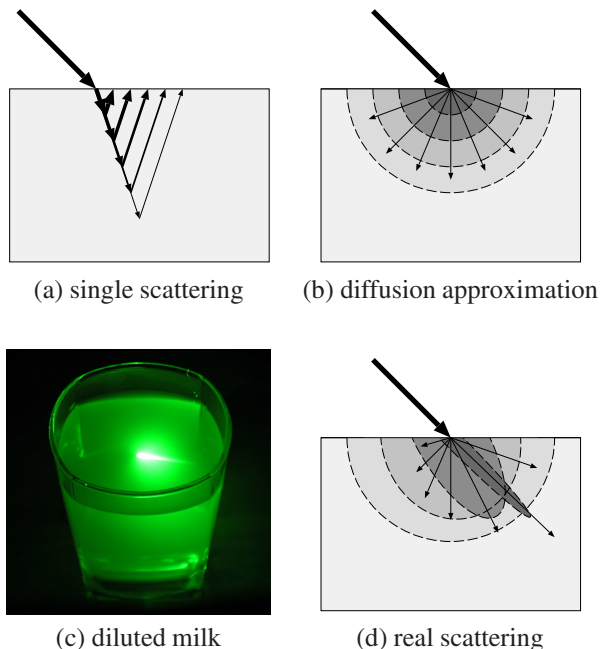 (a) single scattering
(b) diffusion approximation
(c) diluted milk
(d) real scattering